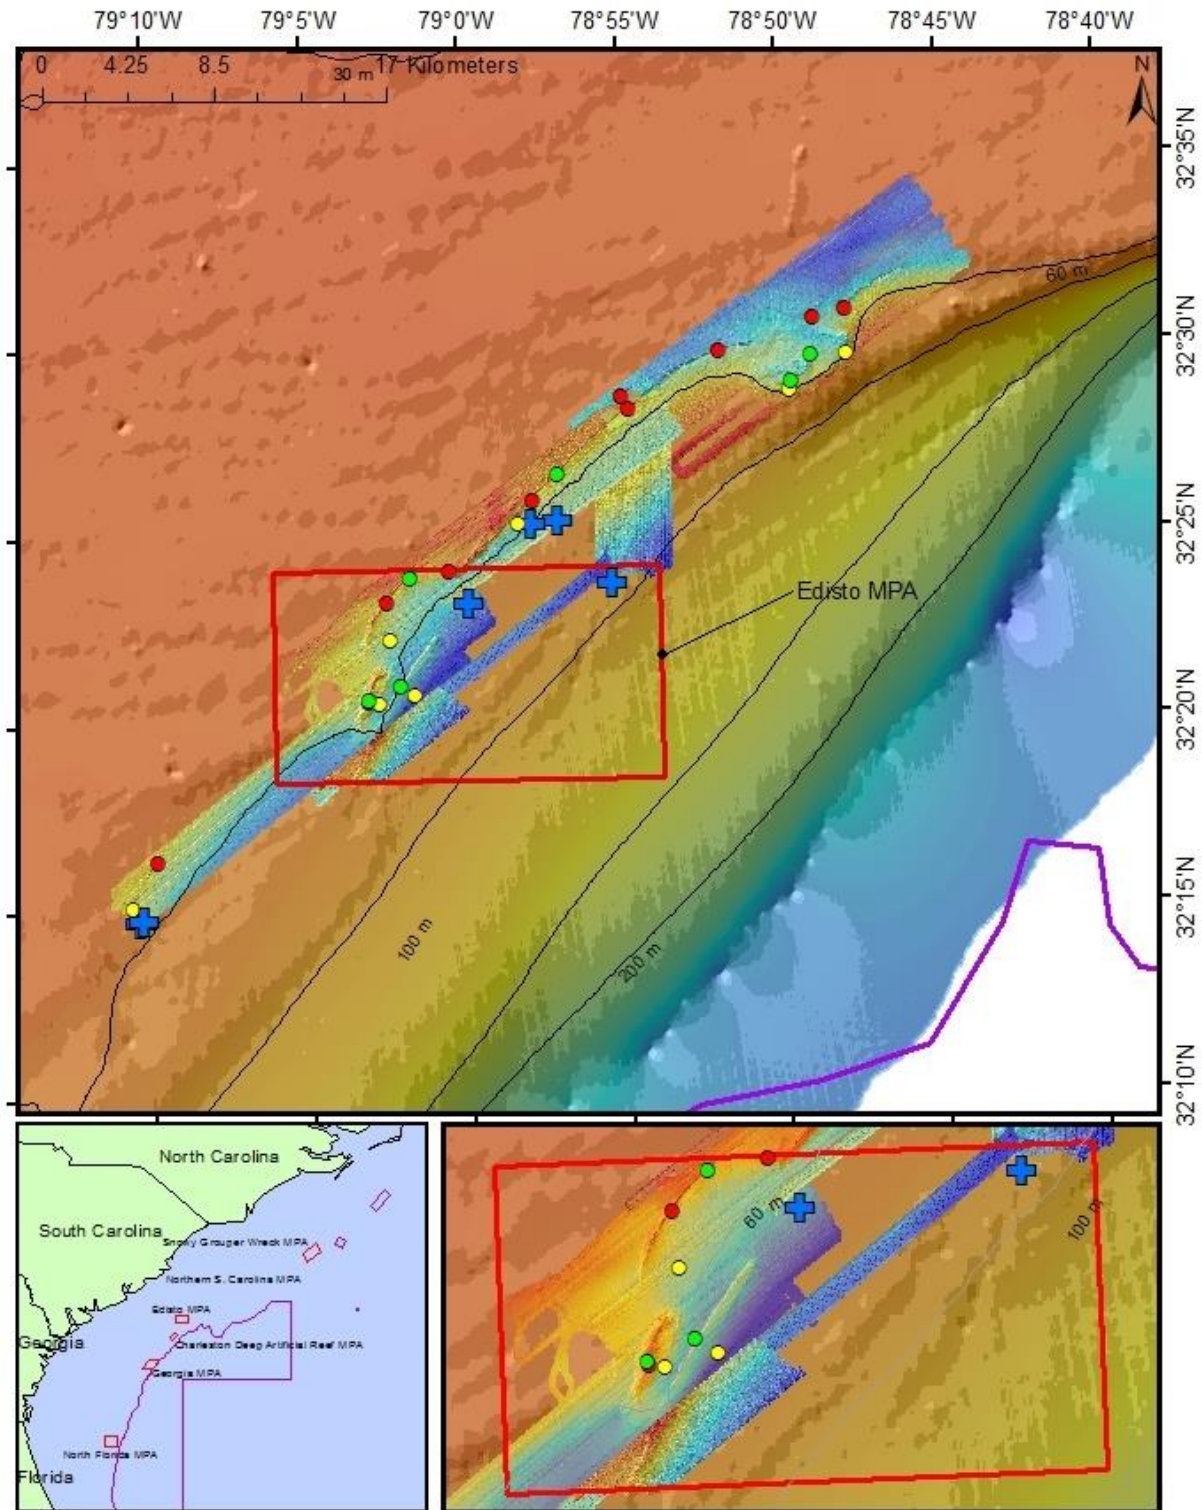 79°10'W 79°5'W 79°0'W 78°55'W 78°50'W 78°45'W 78°40'W
0 4.25 8.5 17 Kilometers
30 m
N
32°35'N
60 m
32°30'N
32°25'N
Edisto MPA
32°20'N
32°15'N
100 m
200 m
32°10'N
North Carolina
South Carolina
Snowy Grouper Wreck MPA
Northern S. Carolina MPA
Edisto MPA
Georgia
Charleston Deep Artificial Reef MPA
Georgia MPA
North Florida MPA
Florida
60 m
100 m